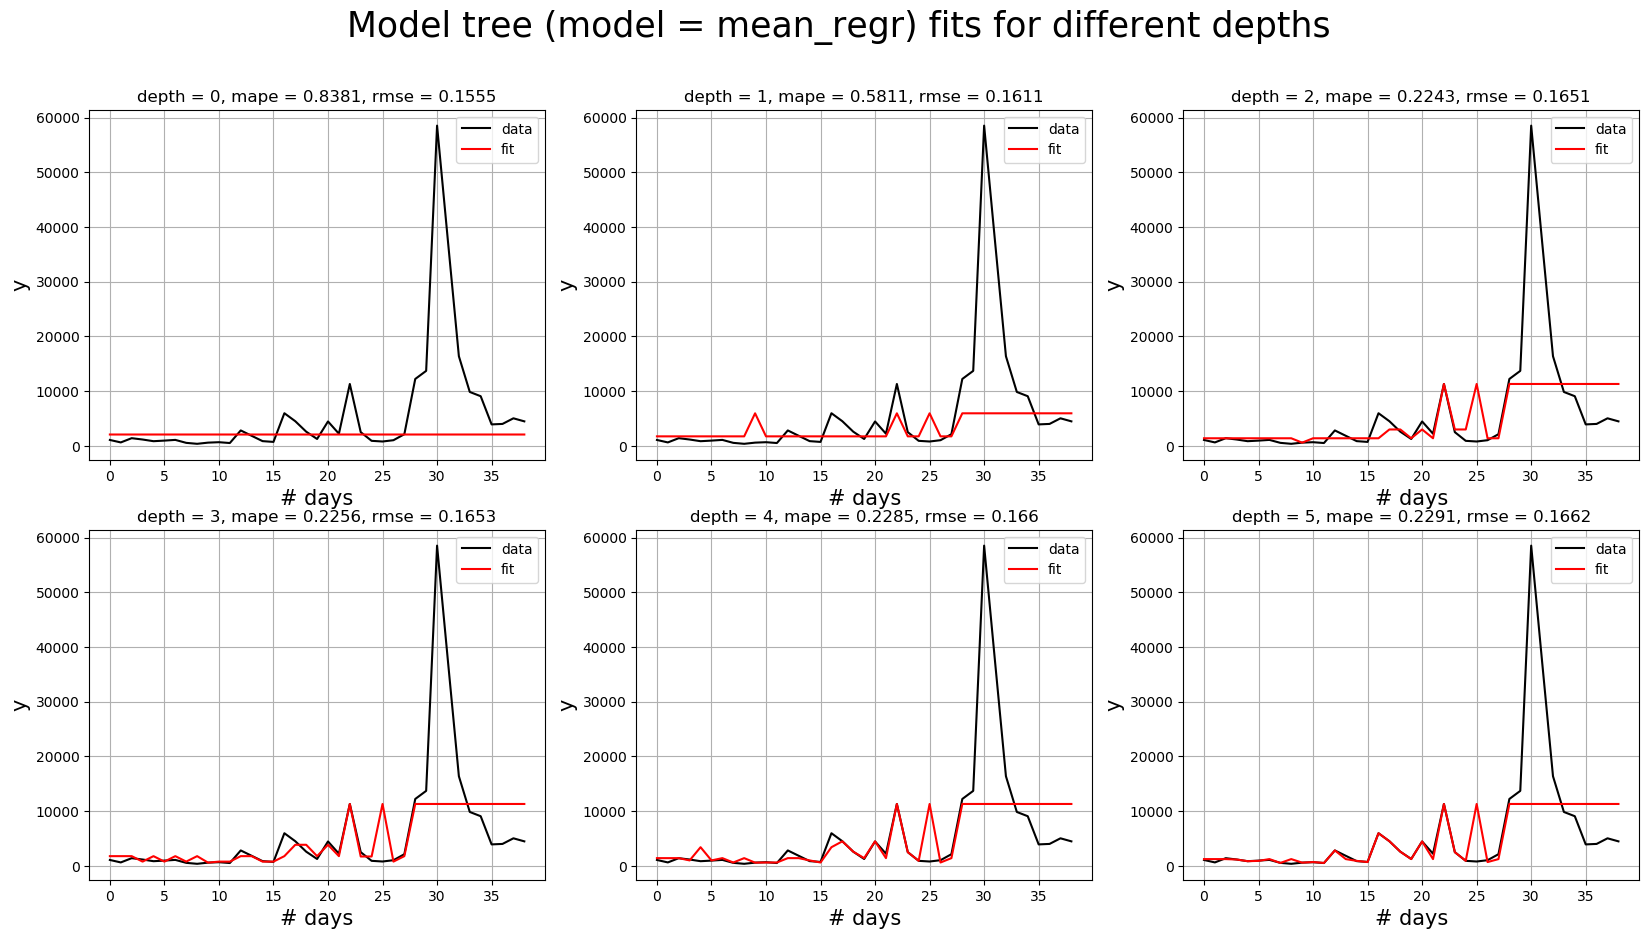 Model tree (model = mean_regr) fits for different depths
depth = 0, mape = 0.8381, rmse = 0.1555
60000
50000
40000
30000
20000
10000
0
y
data
fit
0 5 10 15 20 25 30 35
# days
depth = 1, mape = 0.5811, rmse = 0.1611
60000
50000
40000
30000
20000
10000
0
y
data
fit
0 5 10 15 20 25 30 35
# days
depth = 2, mape = 0.2243, rmse = 0.1651
60000
50000
40000
30000
20000
10000
0
y
data
fit
0 5 10 15 20 25 30 35
# days
depth = 3, mape = 0.2256, rmse = 0.1653
60000
50000
40000
30000
20000
10000
0
y
data
fit
0 5 10 15 20 25 30 35
# days
depth = 4, mape = 0.2285, rmse = 0.166
60000
50000
40000
30000
20000
10000
0
y
data
fit
0 5 10 15 20 25 30 35
# days
depth = 5, mape = 0.2291, rmse = 0.1662
60000
50000
40000
30000
20000
10000
0
y
data
fit
0 5 10 15 20 25 30 35
# days